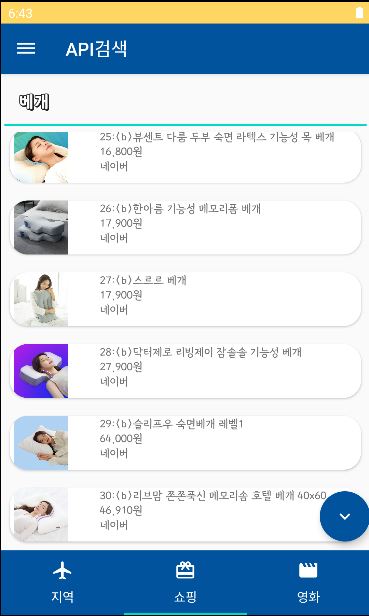 6:43
API검색
베개
25:(b)뷰센트 다름 두부 숙면 라텍스 기능성 목 베개
16,800원
네이버
26:(b)한아름 기능성 메모리폼 베개
17,900원
네이버
27:(b)스르르 베개
17,900원
네이버
28:(b)닥터제로 리빙제이 잠솔솔 기능성 베개
27,900원
네이버
29:(b)슬리프우 숙면베개 레벨1
64,000원
네이버
30:(b)리브맘 쫀쫀푹신 메모리솜 호텔 베개 40x60
46,910원
네이버
지역
쇼핑
영화